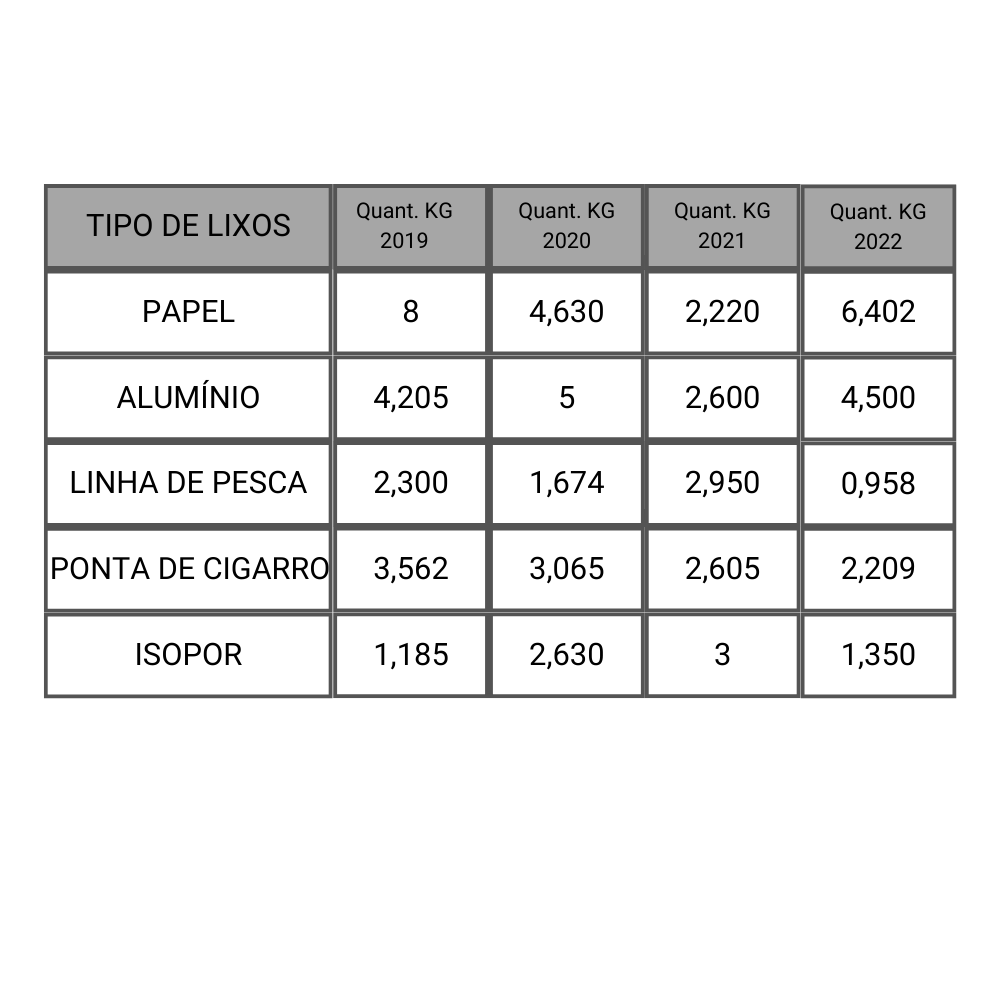 TIPO DE LIXOS Quant. KG 2019 Quant. KG 2020 Quant. KG 2021 Quant. KG 2022
PAPEL 8 4,630 2,220 6,402
ALUMÍNIO 4,205 5 2,600 4,500
LINHA DE PESCA 2,300 1,674 2,950 0,958
PONTA DE CIGARRO 3,562 3,065 2,605 2,209
ISOPOR 1,185 2,630 3 1,350